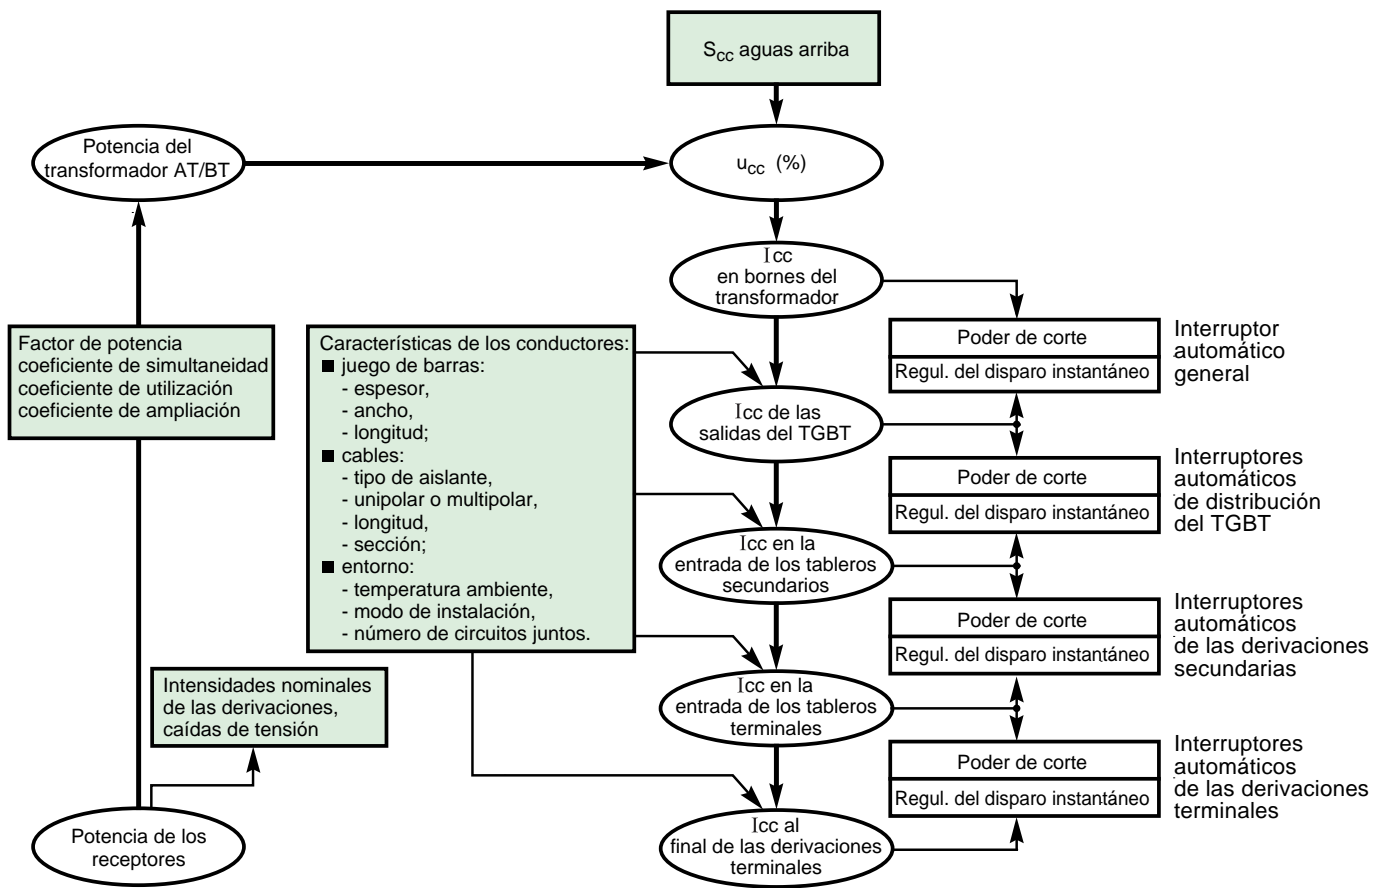 S_cc aguas arriba
Potencia del
transformador AT/BT
u_cc (%)
Icc
en bornes del
transformador
Factor de potencia
coeficiente de simultaneidad
coeficiente de utilización
coeficiente de ampliación
Características de los conductores:
■ juego de barras:
- espesor,
- ancho,
- longitud;
■ cables:
- tipo de aislante,
- unipolar o multipolar,
- longitud,
- sección;
■ entorno:
- temperatura ambiente,
- modo de instalación,
- número de circuitos juntos.
Poder de corte
Regul. del disparo instantáneo
Interruptor
automático
general
Icc de las
salidas del TGBT
Poder de corte
Regul. del disparo instantáneo
Interruptores
automáticos
de distribución
del TGBT
Icc en la
entrada de los tableros
secundarios
Poder de corte
Regul. del disparo instantáneo
Interruptores
automáticos
de las derivaciones
secundarias
Icc en la
entrada de los tableros
terminales
Intensidades nominales
de las derivaciones,
caídas de tensión
Poder de corte
Regul. del disparo instantáneo
Interruptores
automáticos
de las derivaciones
terminales
Potencia de los
receptores
Icc al
final de las derivaciones
terminales